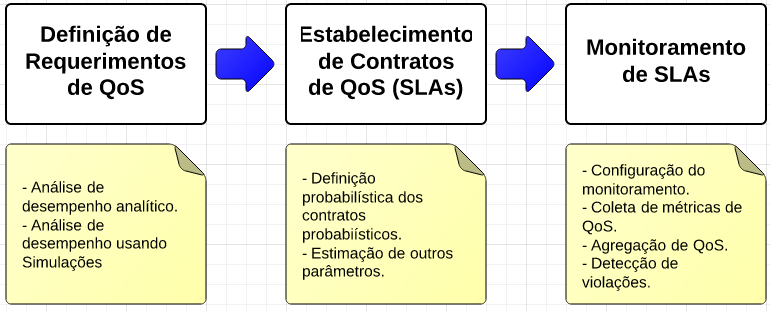 Definição de
Requerimentos
de QoS
Estabelecimento
de Contratos
de QoS (SLAs)
Monitoramento
de SLAs
- Análise de
desempenho analítico.
- Análise de
desempenho usando
Simulações
- Definição
probabilística dos
contratos
probabiísticos.
- Estimação de outros
parâmetros.
- Configuração do
monitoramento.
- Coleta de métricas de
QoS.
- Agregação de QoS.
- Detecção de
violações.